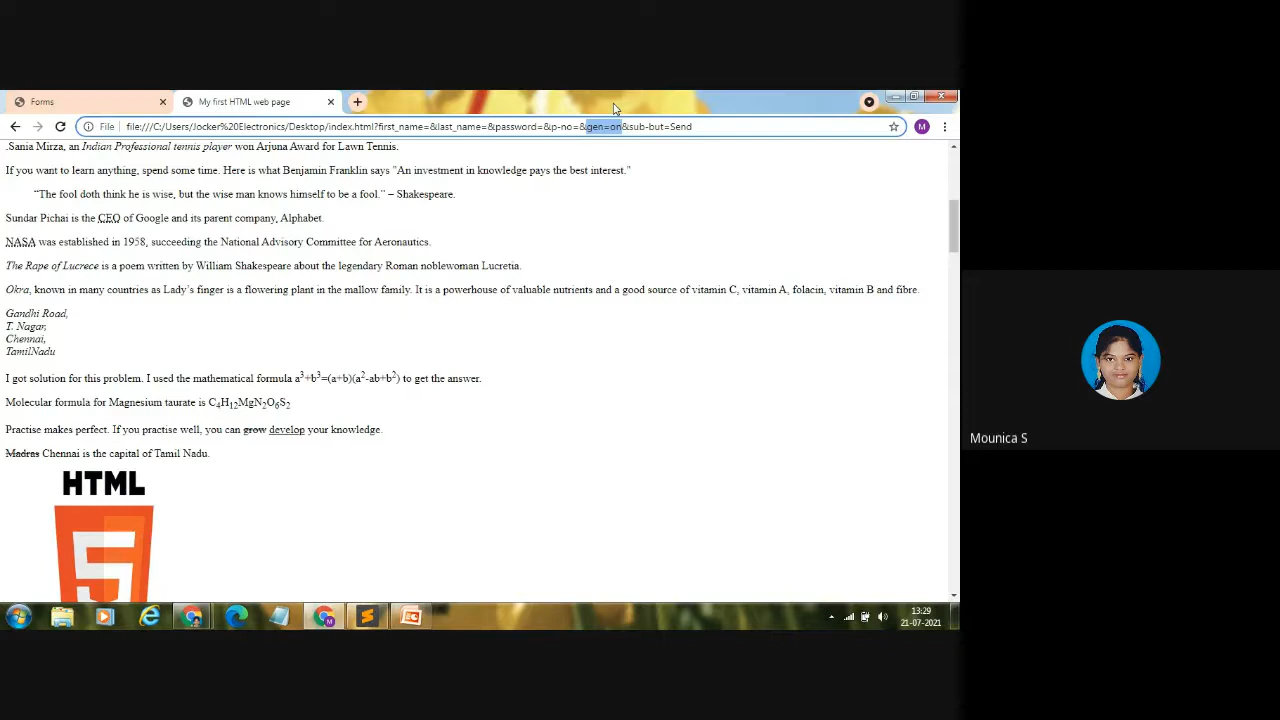 Forms
My first HTML web page
File
file:///C:/Users/Jocker%20Electronics/Desktop/index.html?first_name=&last_name=&password=&p-no=&gen=on&sub-but=Send
M
.Sania Mirza, an Indian Professional tennis player won Arjuna Award for Lawn Tennis.
If you want to learn anything, spend some time. Here is what Benjamin Franklin says "An investment in knowledge pays the best interest."
“The fool doth think he is wise, but the wise man knows himself to be a fool.” – Shakespeare.
Sundar Pichai is the CEO of Google and its parent company, Alphabet.
NASA was established in 1958, succeeding the National Advisory Committee for Aeronautics.
The Rape of Lucrece is a poem written by William Shakespeare about the legendary Roman noblewoman Lucretia.
Okra, known in many countries as Lady’s finger is a flowering plant in the mallow family. It is a powerhouse of valuable nutrients and a good source of vitamin C, vitamin A, folacin, vitamin B and fibre.
Gandhi Road,
T. Nagar,
Chennai,
TamilNadu
I got solution for this problem. I used the mathematical formula a³+b³=(a+b)(a²-ab+b²) to get the answer.
Molecular formula for Magnesium taurate is C₄H₁₂MgN₂O₆S₂
Practise makes perfect. If you practise well, you can grow develop your knowledge.
Madras Chennai is the capital of Tamil Nadu.
HTML
5
Mounica S
13:29
21-07-2021